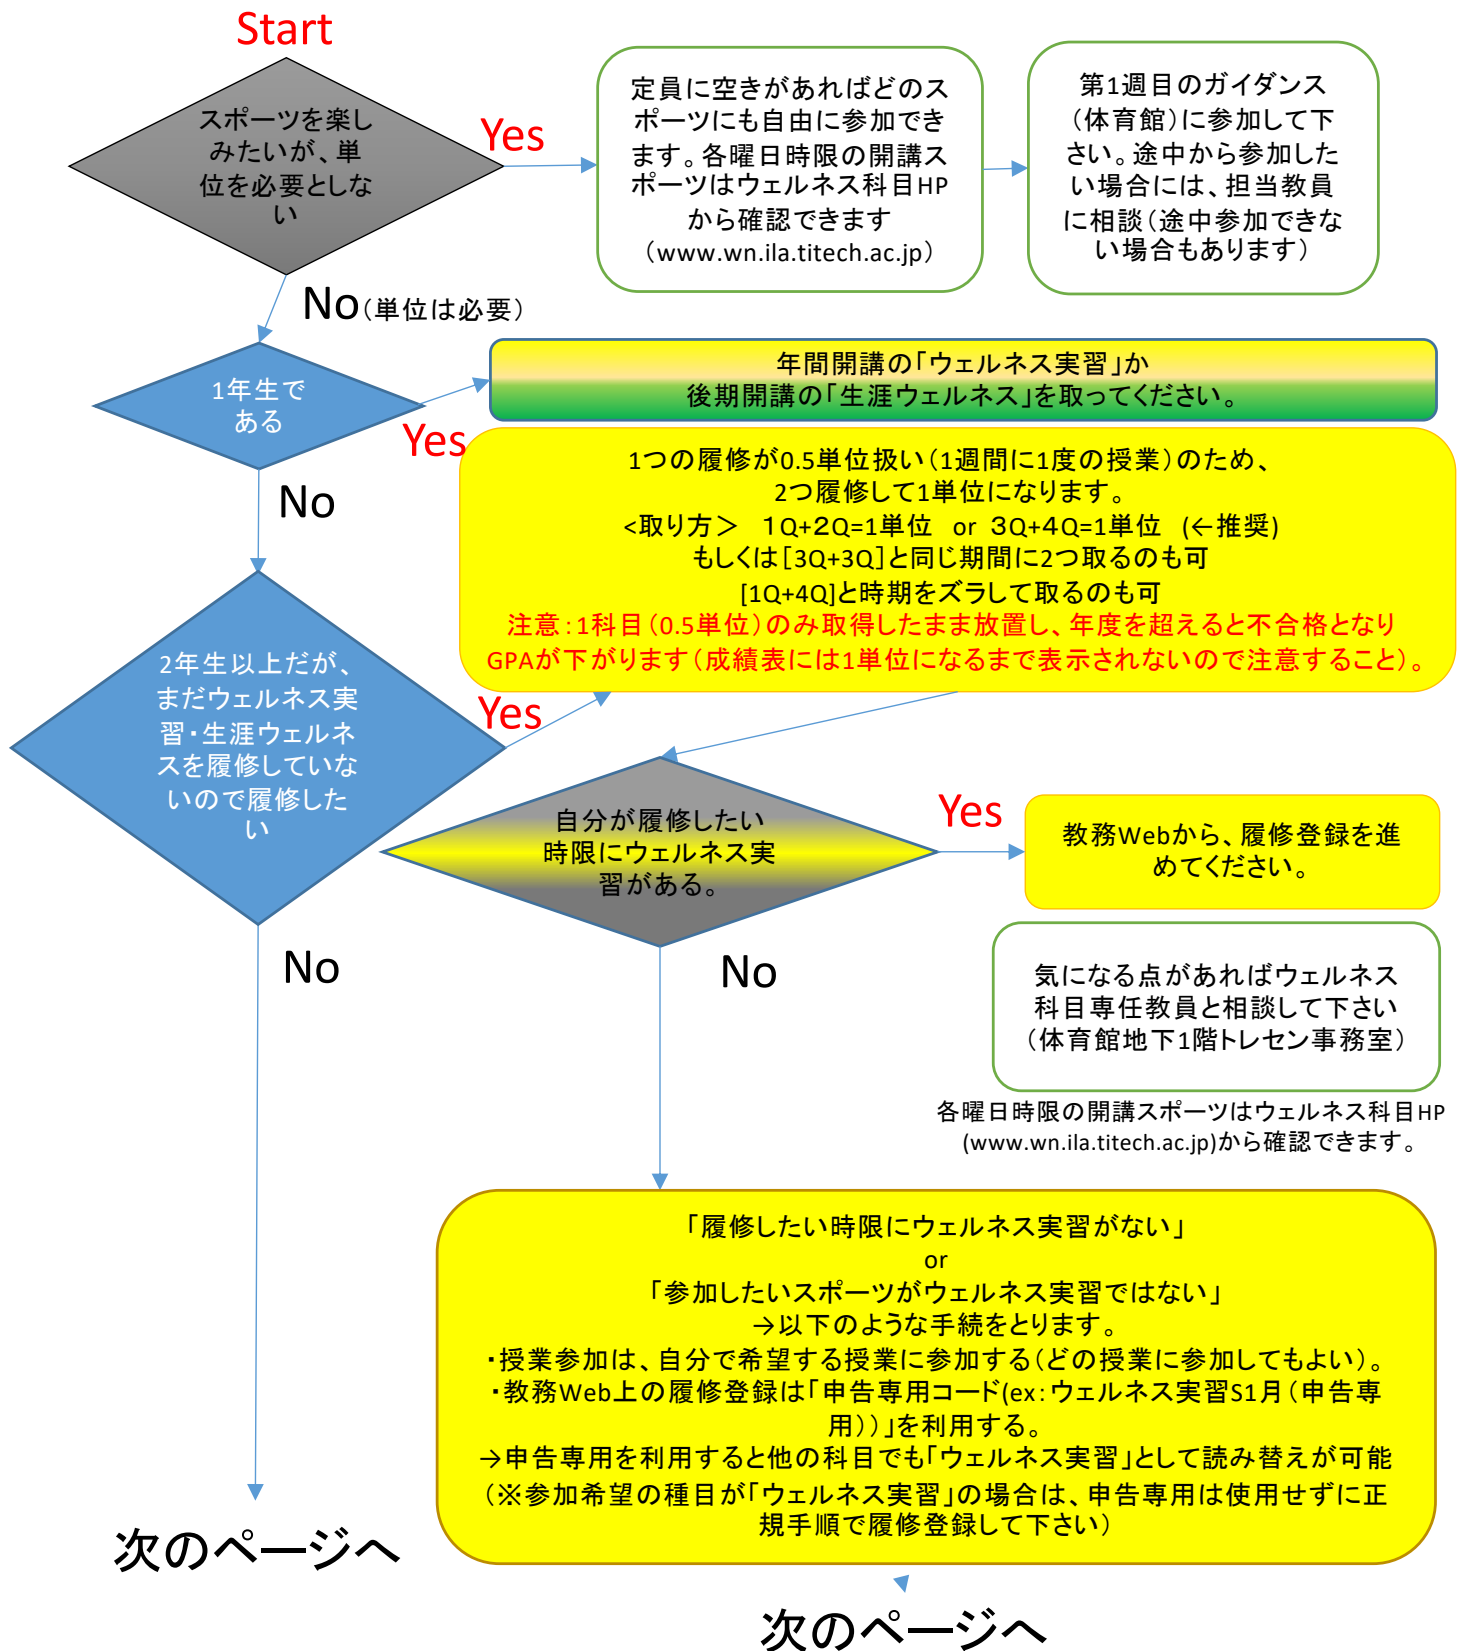 Start
スポーツを楽し
みたいが、単
位を必要としな
い
Yes
定員に空きがあればどのス
ポーツにも自由に参加でき
ます。各曜日時限の開講ス
ポーツはウェルネス科目HP
から確認できます
（www.wn.ila.titech.ac.jp）
第1週目のガイダンス
（体育館）に参加して下
さい。途中から参加した
い場合には、担当教員
に相談（途中参加できな
い場合もあります）
No（単位は必要）
1年生で
ある
Yes
年間開講の「ウェルネス実習」か
後期開講の「生涯ウェルネス」を取ってください。
No
1つの履修が0.5単位扱い（1週間に1度の授業）のため、
2つ履修して1単位になります。
<取り方＞　１Q+２Q=1単位　or ３Q+４Q=1単位　(←推奨)
もしくは［3Q+3Q］と同じ期間に2つ取るのも可
[1Q+4Q]と時期をズラして取るのも可
注意：1科目（0.5単位）のみ取得したまま放置し、年度を超えると不合格となり
GPAが下がります（成績表には1単位になるまで表示されないので注意すること）。
2年生以上だが、
まだウェルネス実
習・生涯ウェルネ
スを履修していな
いので履修した
い
Yes
自分が履修したい
時限にウェルネス実
習がある。
Yes
教務Webから、履修登録を進
めてください。
No
No
気になる点があればウェルネス
科目専任教員と相談して下さい
（体育館地下1階トレセン事務室）
各曜日時限の開講スポーツはウェルネス科目HP
(www.wn.ila.titech.ac.jp)から確認できます。
「履修したい時限にウェルネス実習がない」
or
「参加したいスポーツがウェルネス実習ではない」
→以下のような手続をとります。
・授業参加は、自分で希望する授業に参加する（どの授業に参加してもよい）。
・教務Web上の履修登録は「申告専用コード(ex：ウェルネス実習S1月（申告専
用））」を利用する。
→申告専用を利用すると他の科目でも「ウェルネス実習」として読み替えが可能
（※参加希望の種目が「ウェルネス実習」の場合は、申告専用は使用せずに正
規手順で履修登録して下さい）
次のページへ
次のページへ